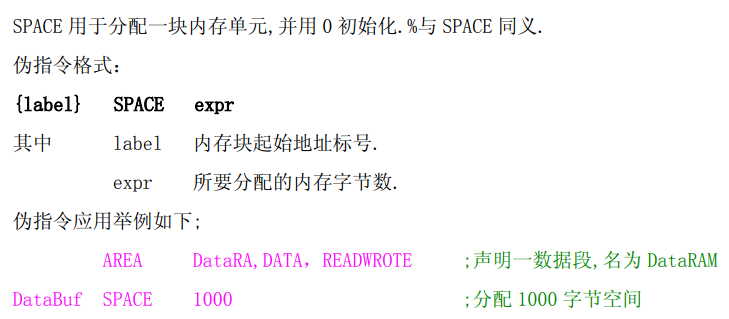 SPACE 用于分配一块内存单元,并用 0 初始化.%与 SPACE 同义.
伪指令格式：
{label} SPACE expr
其中 label 内存块起始地址标号.
expr 所要分配的内存字节数.
伪指令应用举例如下;
AREA DataRA,DATA，READWROTE ;声明一数据段,名为 DataRAM
DataBuf SPACE 1000 ;分配 1000 字节空间